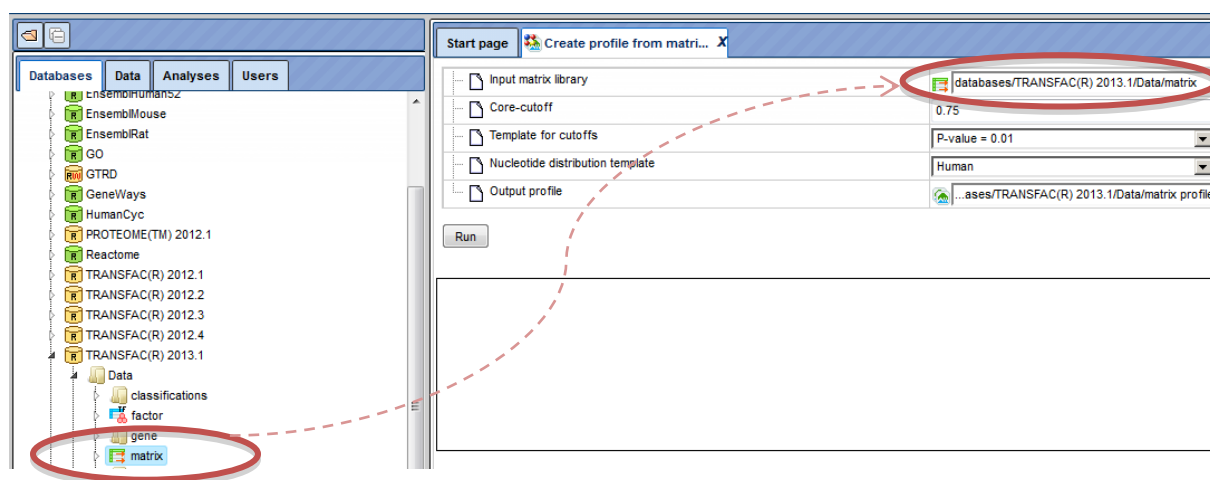 Databases Data Analyses Users
EnsemblHuman52
EnsemblMouse
EnsemblRat
GO
GTRD
GeneWays
HumanCyc
PROTEOME(TM) 2012.1
Reactome
TRANSFAC(R) 2012.1
TRANSFAC(R) 2012.2
TRANSFAC(R) 2012.3
TRANSFAC(R) 2012.4
TRANSFAC(R) 2013.1
Data
classifications
factor
gene
matrix
Start page Create profile from matri... X
Input matrix library databases/TRANSFAC(R) 2013.1/Data/matrix
Core-cutoff 0.75
Template for cutoffs P-value = 0.01
Nucleotide distribution template Human
Output profile ...ases/TRANSFAC(R) 2013.1/Data/matrix profile
Run